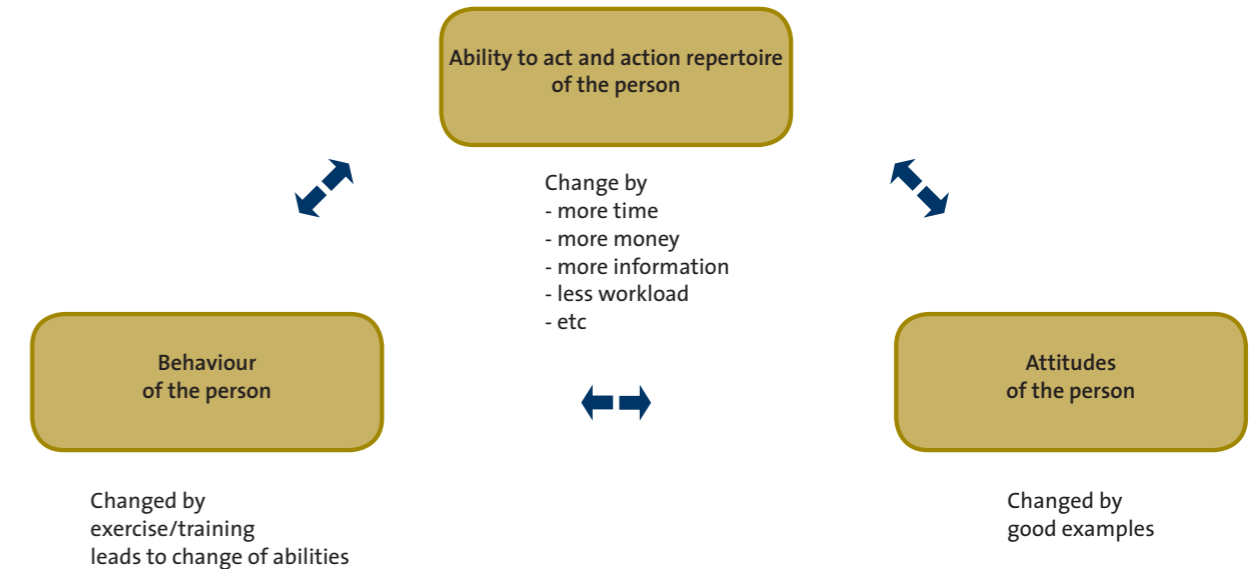 Ability to act and action repertoire
of the person
Change by
- more time
- more money
- more information
- less workload
- etc
Behaviour
of the person
Attitudes
of the person
Changed by
exercise/training
leads to change of abilities
Changed by
good examples